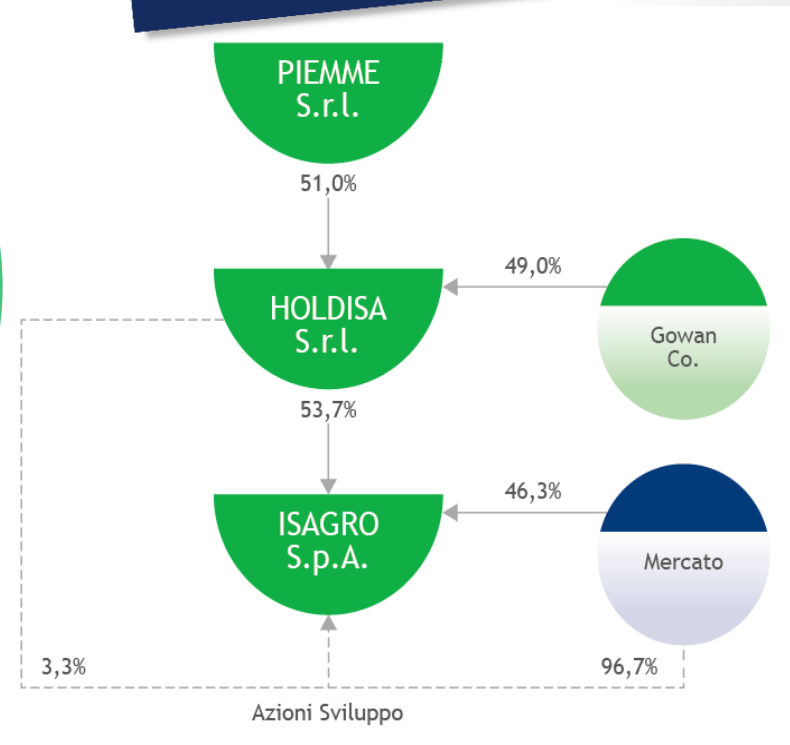 PIEMME
S.r.l.
51,0%
49,0%
HOLDISA
S.r.l.
Gowan
Co.
53,7%
46,3%
ISAGRO
S.p.A.
Mercato
3,3%
96,7%
Azioni Sviluppo